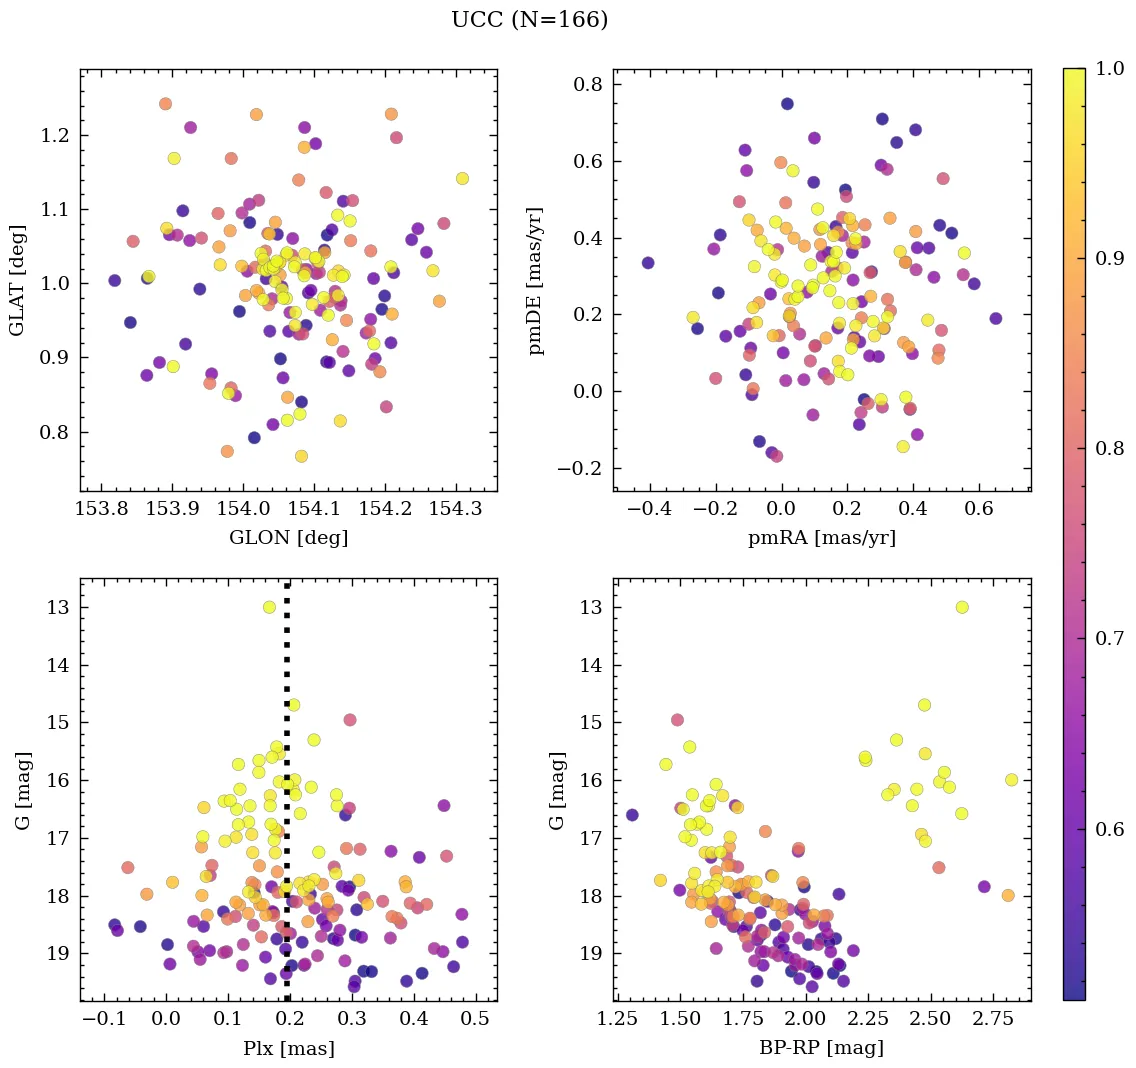 UCC (N=166)
1.2
1.1
1.0
0.9
0.8
GLAT [deg]
153.8 153.9 154.0 154.1 154.2 154.3
GLON [deg]
0.8
0.6
0.4
0.2
0.0
−0.2
pmDE [mas/yr]
−0.4 −0.2 0.0 0.2 0.4 0.6
pmRA [mas/yr]
13
14
15
16
17
18
19
G [mag]
−0.1 0.0 0.1 0.2 0.3 0.4 0.5
Plx [mas]
13
14
15
16
17
18
19
G [mag]
1.25 1.50 1.75 2.00 2.25 2.50 2.75
BP-RP [mag]
1.0
0.9
0.8
0.7
0.6